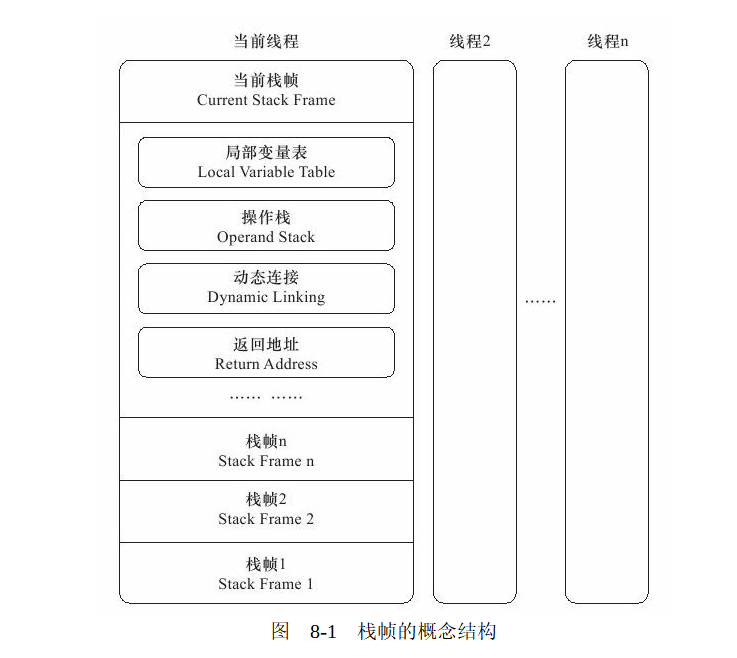 当前线程 线程2 线程n
当前栈帧
Current Stack Frame
局部变量表
Local Variable Table
操作栈
Operand Stack
动态连接
Dynamic Linking
……
返回地址
Return Address
…… ……
栈帧n
Stack Frame n
栈帧2
Stack Frame 2
栈帧1
Stack Frame 1
图 8-1 栈帧的概念结构